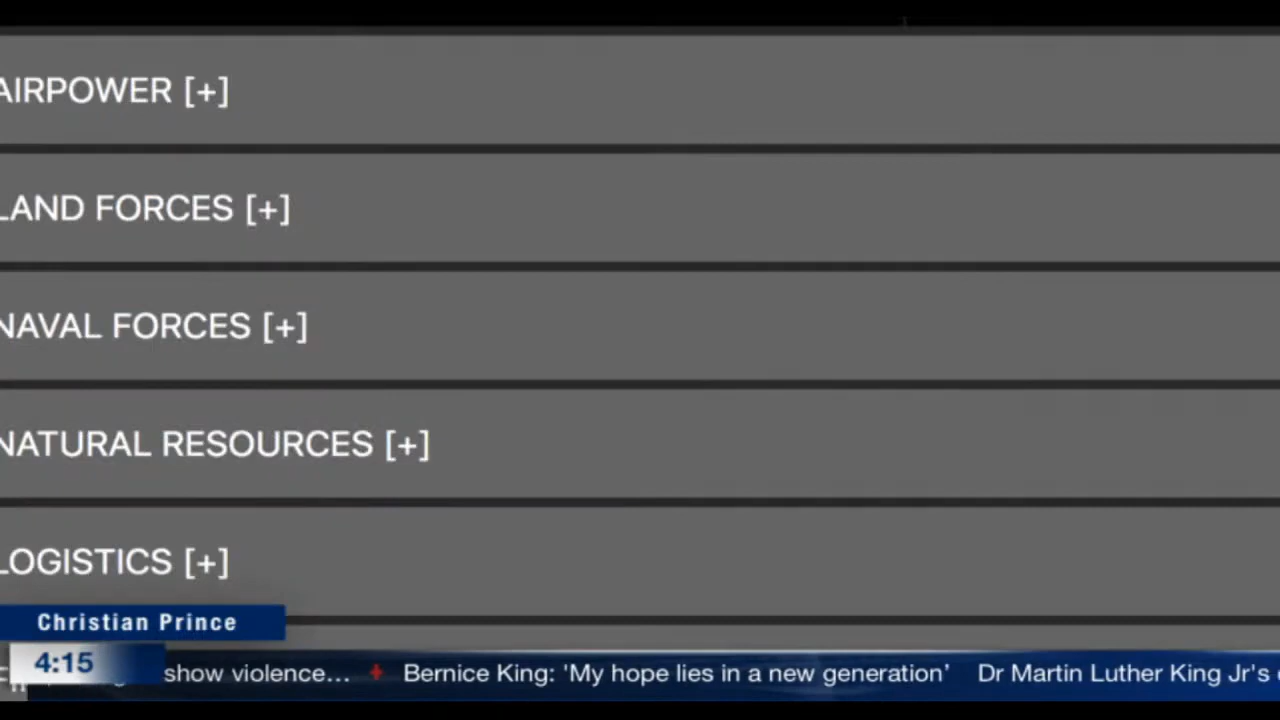 AIRPOWER [+]
LAND FORCES [+]
NAVAL FORCES [+]
NATURAL RESOURCES [+]
LOGISTICS [+]
Christian Prince
4:15
show violence... Bernice King: 'My hope lies in a new generation' Dr Martin Luther King Jr's